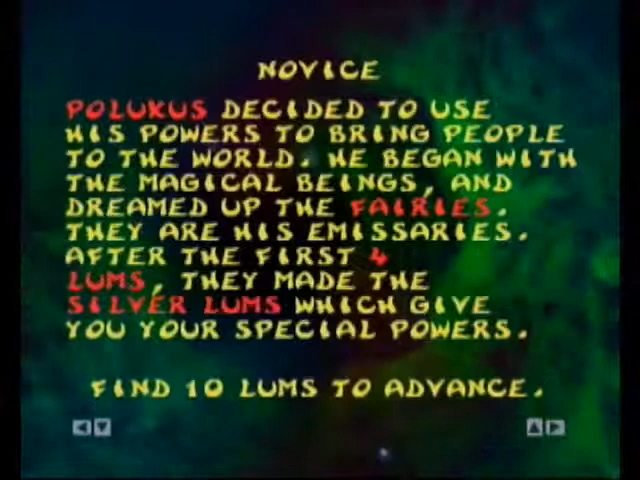 NOVICE
POLUKUS DECIDED TO USE
HIS POWERS TO BRING PEOPLE
TO THE WORLD. HE BEGAN WITH
THE MAGICAL BEINGS, AND
DREAMED UP THE FAIRIES.
THEY ARE HIS EMISSARIES.
AFTER THE FIRST 4
LUMS, THEY MADE THE
SILVER LUMS WHICH GIVE
YOU YOUR SPECIAL POWERS.
FIND 10 LUMS TO ADVANCE.